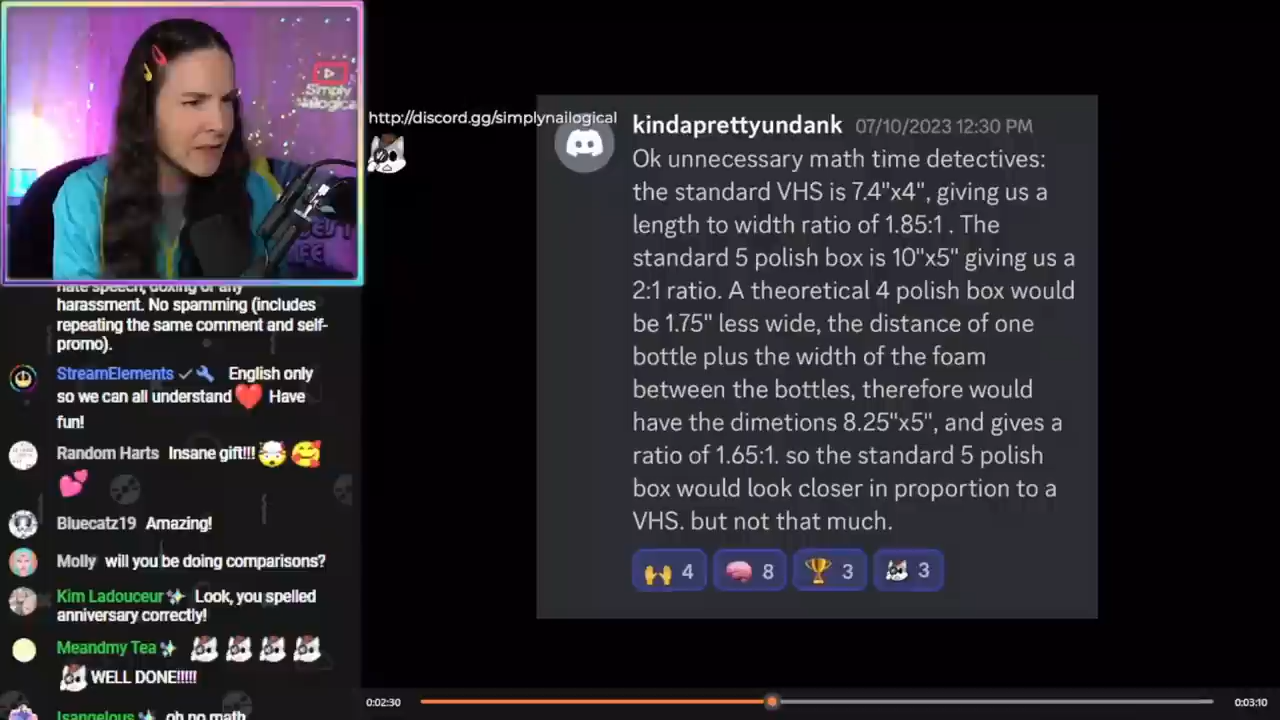 Simply
Nailogical
http://discord.gg/simplynailogical
kindaprettyundank 07/10/2023 12:30 PM
Ok unnecessary math time detectives:
the standard VHS is 7.4"x4", giving us a
length to width ratio of 1.85:1 . The
standard 5 polish box is 10"x5" giving us a
2:1 ratio. A theoretical 4 polish box would
be 1.75" less wide, the distance of one
bottle plus the width of the foam
between the bottles, therefore would
have the dimetions 8.25"x5", and gives a
ratio of 1.65:1. so the standard 5 polish
box would look closer in proportion to a
VHS. but not that much.
4 8 3 3
hate speech, doxing or any
harassment. No spamming (includes
repeating the same comment and self-
promo).
StreamElements English only
so we can all understand Have
fun!
Random Harts Insane gift!!!
Bluecatz19 Amazing!
Molly will you be doing comparisons?
Kim Ladouceur Look, you spelled
anniversary correctly!
Meandmy Tea
WELL DONE!!!!!
Isangelous oh no math
0:02:30 0:03:10